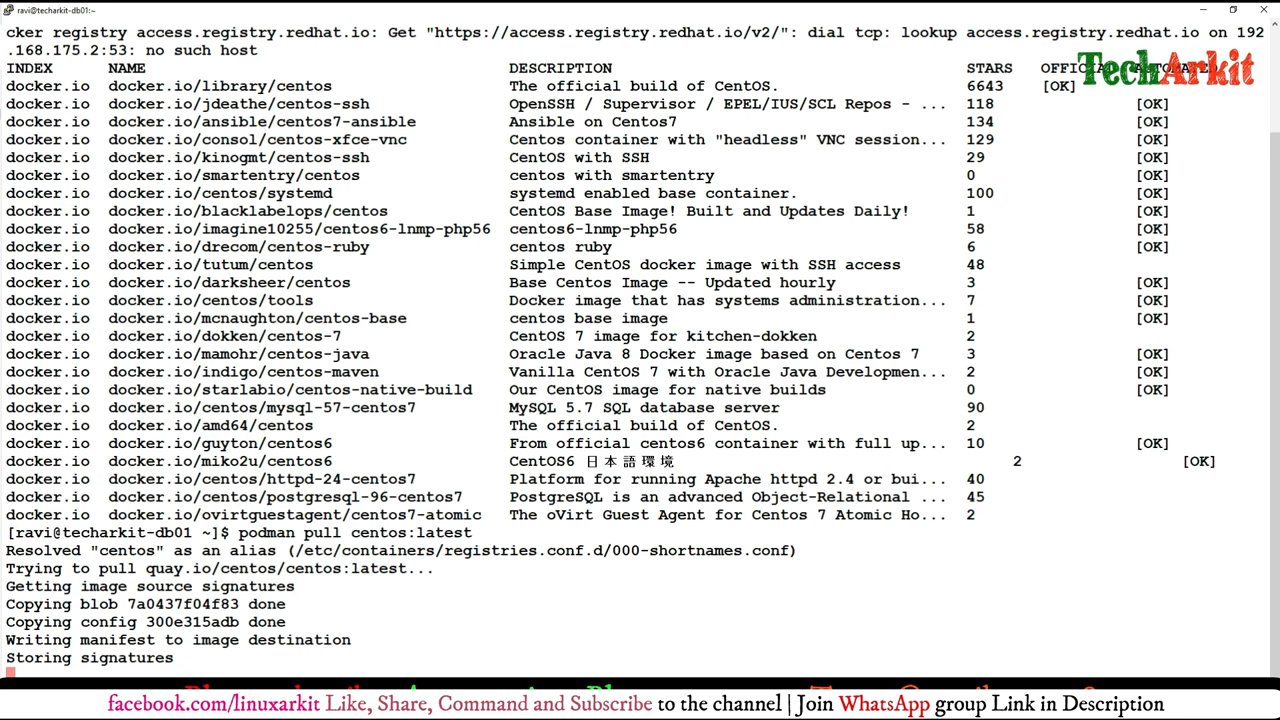 ravi@techarkit-db01:~
cker registry access.registry.redhat.io: Get "https://access.registry.redhat.io/v2/": dial tcp: lookup access.registry.redhat.io on 192
.168.175.2:53: no such host
INDEX NAME DESCRIPTION STARS OFFICIAL AUTOMATED
TechArkit
docker.io docker.io/library/centos The official build of CentOS. 6643 [OK]
docker.io docker.io/jdeathe/centos-ssh OpenSSH / Supervisor / EPEL/IUS/SCL Repos - ... 118 [OK]
docker.io docker.io/ansible/centos7-ansible Ansible on Centos7 134 [OK]
docker.io docker.io/consol/centos-xfce-vnc Centos container with "headless" VNC session... 129 [OK]
docker.io docker.io/kinogmt/centos-ssh CentOS with SSH 29 [OK]
docker.io docker.io/smartentry/centos centos with smartentry 0 [OK]
docker.io docker.io/centos/systemd systemd enabled base container. 100 [OK]
docker.io docker.io/blacklabelops/centos CentOS Base Image! Built and Updates Daily! 1 [OK]
docker.io docker.io/imagine10255/centos6-lnmp-php56 centos6-lnmp-php56 58 [OK]
docker.io docker.io/drecom/centos-ruby centos ruby 6 [OK]
docker.io docker.io/tutum/centos Simple CentOS docker image with SSH access 48
docker.io docker.io/darksheer/centos Base Centos Image -- Updated hourly 3 [OK]
docker.io docker.io/centos/tools Docker image that has systems administration... 7 [OK]
docker.io docker.io/mcnaughton/centos-base centos base image 1 [OK]
docker.io docker.io/dokken/centos-7 CentOS 7 image for kitchen-dokken 2
docker.io docker.io/mamohr/centos-java Oracle Java 8 Docker image based on Centos 7 3 [OK]
docker.io docker.io/indigo/centos-maven Vanilla CentOS 7 with Oracle Java Developmen... 2 [OK]
docker.io docker.io/starlabio/centos-native-build Our CentOS image for native builds 0 [OK]
docker.io docker.io/centos/mysql-57-centos7 MySQL 5.7 SQL database server 90
docker.io docker.io/amd64/centos The official build of CentOS. 2
docker.io docker.io/guyton/centos6 From official centos6 container with full up... 10 [OK]
docker.io docker.io/miko2u/centos6 CentOS6 日本語環境 2 [OK]
docker.io docker.io/centos/httpd-24-centos7 Platform for running Apache httpd 2.4 or bui... 40
docker.io docker.io/centos/postgresql-96-centos7 PostgreSQL is an advanced Object-Relational ... 45
docker.io docker.io/ovirtguestagent/centos7-atomic The oVirt Guest Agent for Centos 7 Atomic Ho... 2
[ravi@techarkit-db01 ~]$ podman pull centos:latest
Resolved "centos" as an alias (/etc/containers/registries.conf.d/000-shortnames.conf)
Trying to pull quay.io/centos/centos:latest...
Getting image source signatures
Copying blob 7a0437f04f83 done
Copying config 300e315adb done
Writing manifest to image destination
Storing signatures
facebook.com/linuxarkit Like, Share, Command and Subscribe to the channel | Join WhatsApp group Link in Description